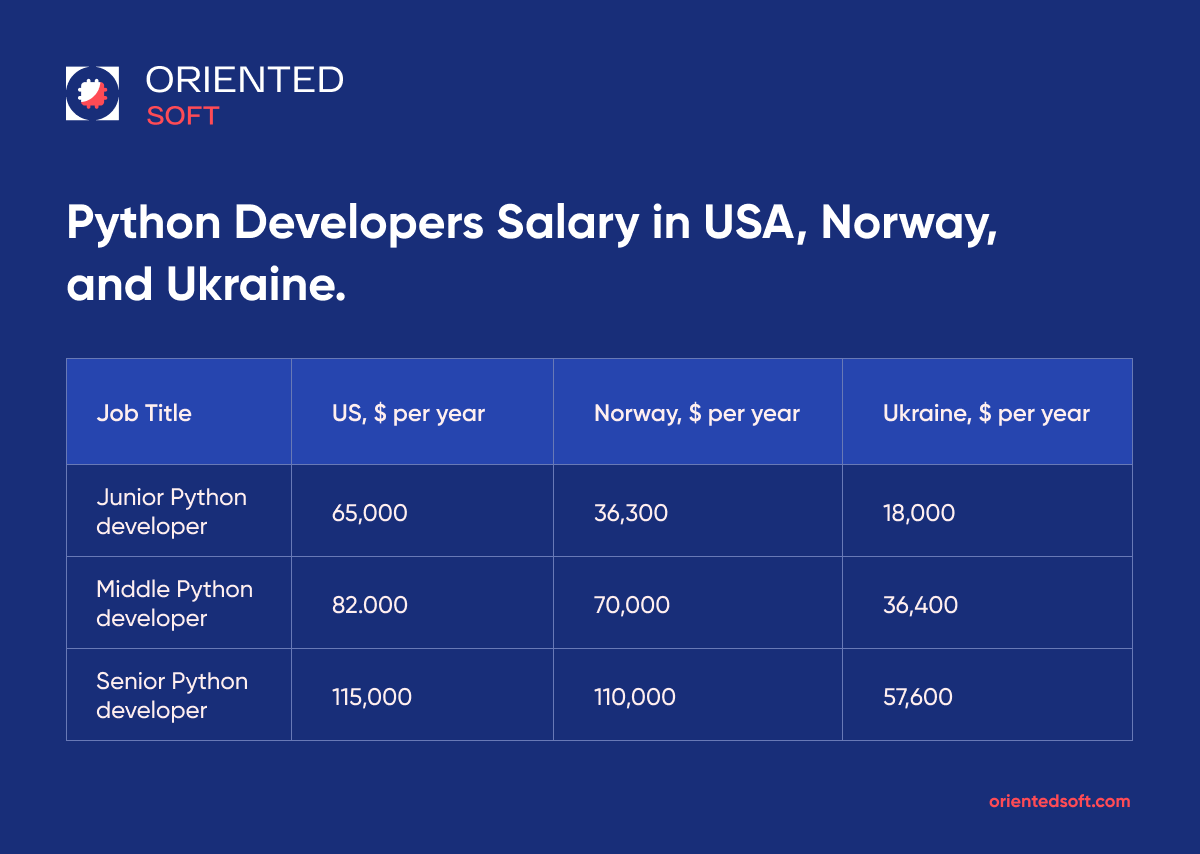 ORIENTED
SOFT
Python Developers Salary in USA, Norway,
and Ukraine.
Job Title
US, $ per year
Norway, $ per year
Ukraine, $ per year
Junior Python
developer
65,000
36,300
18,000
Middle Python
developer
82.000
70,000
36,400
Senior Python
developer
115,000
110,000
57,600
orientedsoft.com